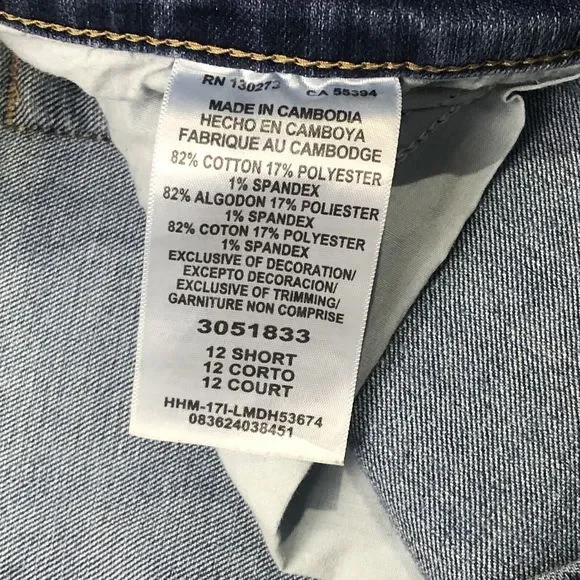 RN 130273 CA 55394
MADE IN CAMBODIA
HECHO EN CAMBOYA
FABRIQUE AU CAMBODGE
82% COTTON 17% POLYESTER
1% SPANDEX
82% ALGODON 17% POLIESTER
1% SPANDEX
82% COTON 17% POLYESTER
1% SPANDEX
EXCLUSIVE OF DECORATION/
EXCEPTO DECORACION/
EXCLUSIVE OF TRIMMING/
GARNITURE NON COMPRISE
3051833
12 SHORT
12 CORTO
12 COURT
HHM-17I-LMDH53674
083624038451